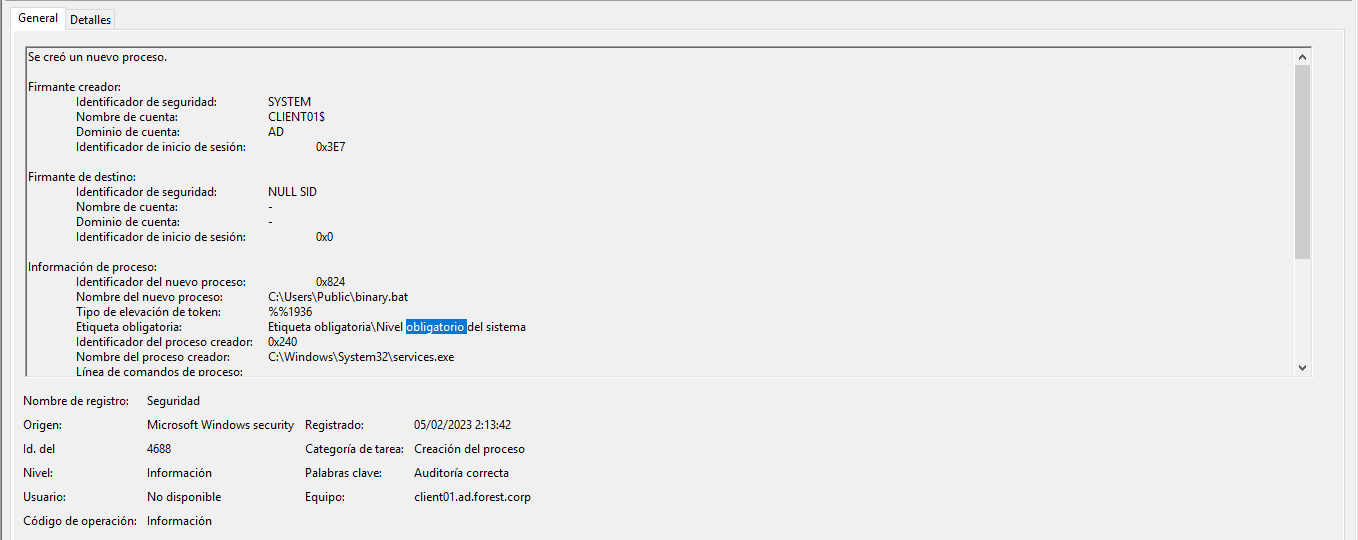 General Detalles
Se creó un nuevo proceso.
Firmante creador:
Identificador de seguridad: SYSTEM
Nombre de cuenta: CLIENT01$
Dominio de cuenta: AD
Identificador de inicio de sesión: 0x3E7
Firmante de destino:
Identificador de seguridad: NULL SID
Nombre de cuenta: -
Dominio de cuenta: -
Identificador de inicio de sesión: 0x0
Información de proceso:
Identificador del nuevo proceso: 0x824
Nombre del nuevo proceso: C:\Users\Public\binary.bat
Tipo de elevación de token: %%1936
Etiqueta obligatoria: Etiqueta obligatoria\Nivel obligatorio del sistema
Identificador del proceso creador: 0x240
Nombre del proceso creador: C:\Windows\System32\services.exe
Línea de comandos de proceso:
Nombre de registro: Seguridad
Origen: Microsoft Windows security Registrado: 05/02/2023 2:13:42
Id. del 4688 Categoría de tarea: Creación del proceso
Nivel: Información Palabras clave: Auditoría correcta
Usuario: No disponible Equipo: client01.ad.forest.corp
Código de operación: Información